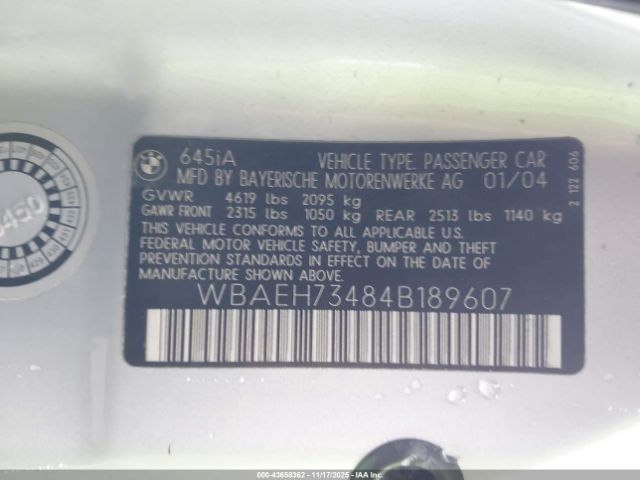 645iA VEHICLE TYPE: PASSENGER CAR
MFD BY BAYERISCHE MOTORENWERKE AG 01/04
GVWR 4619 lbs 2095 kg
GAWR FRONT 2315 lbs 1050 kg REAR 2513 lbs 1140 kg
THIS VEHICLE CONFORMS TO ALL APPLICABLE U.S.
FEDERAL MOTOR VEHICLE SAFETY, BUMPER AND THEFT
PREVENTION STANDARDS IN EFFECT ON THE DATE OF
MANUFACTURE SHOWN ABOVE.
WBAEH73484B189607
2 122 606
000-43658362 - 11/17/2025 - IAA Inc.